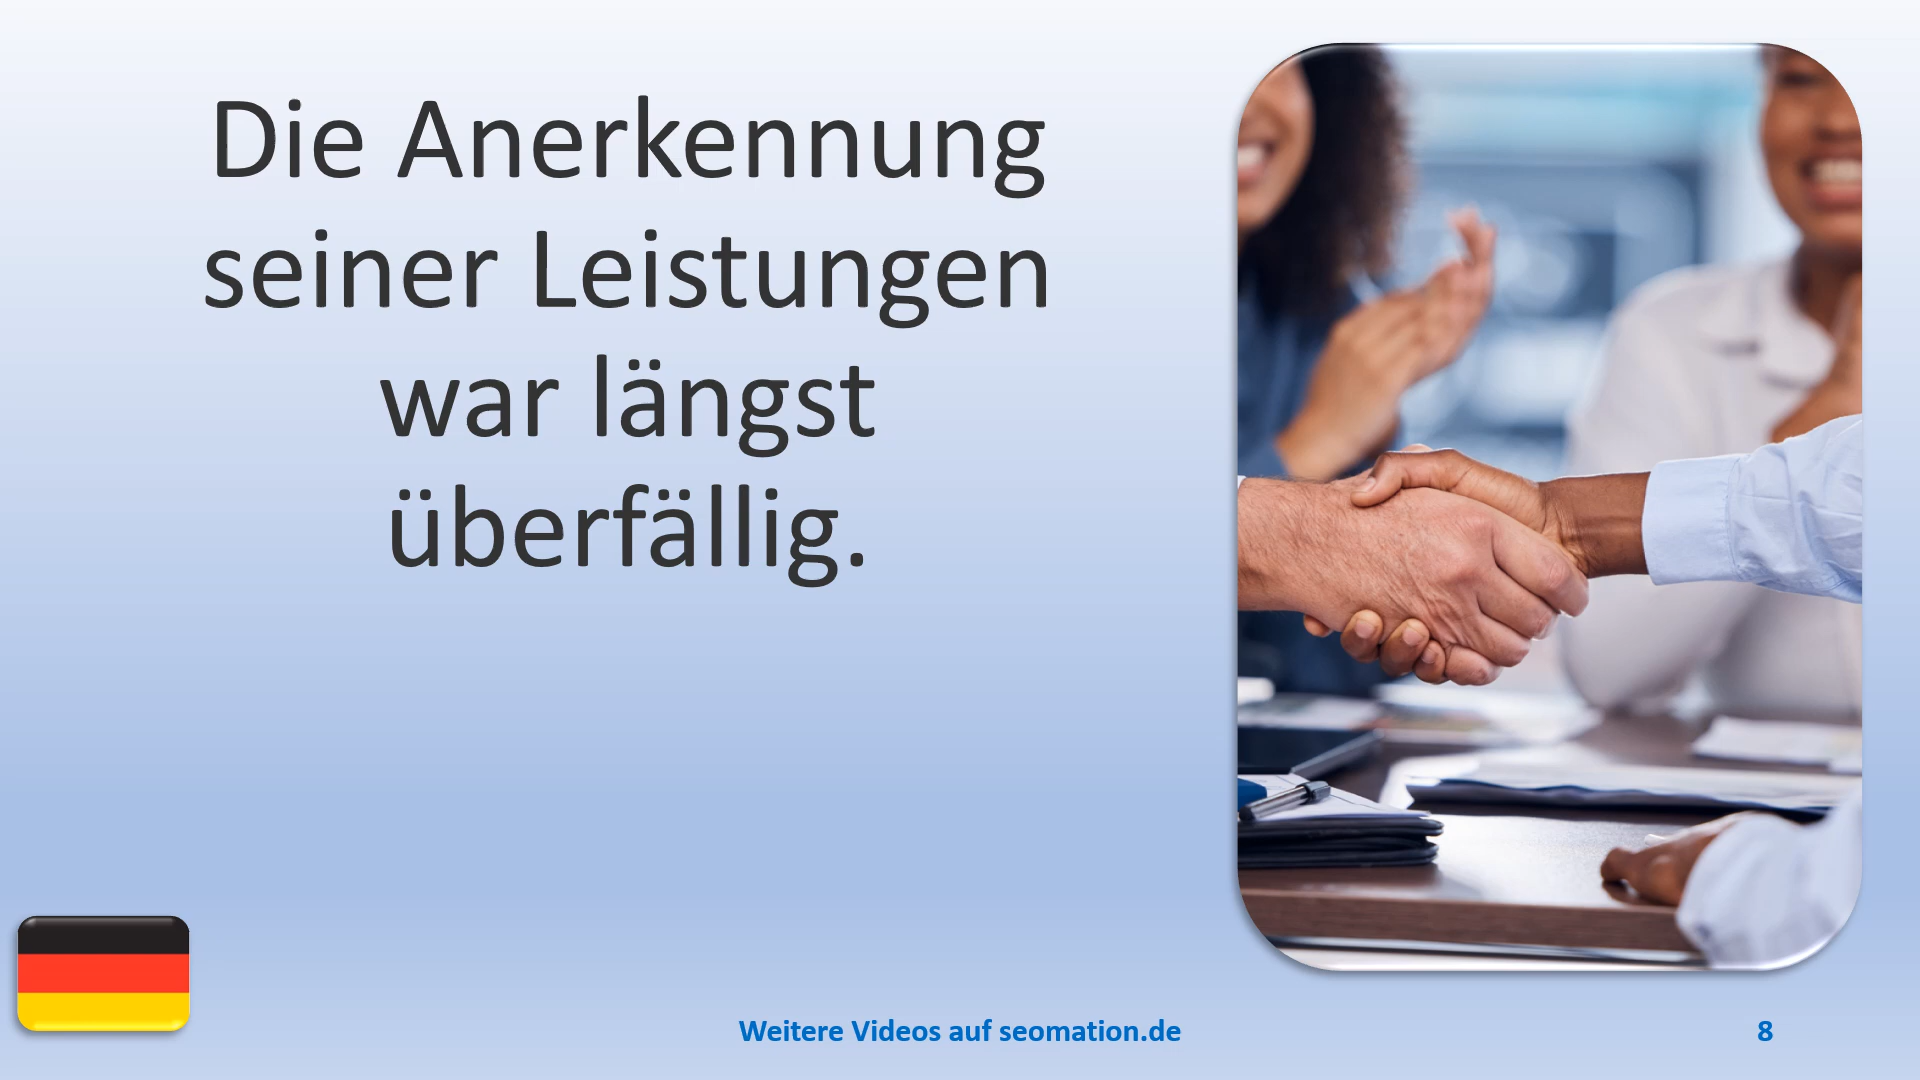 Die Anerkennung
seiner Leistungen
war längst
überfällig.
Weitere Videos auf seomation.de
8